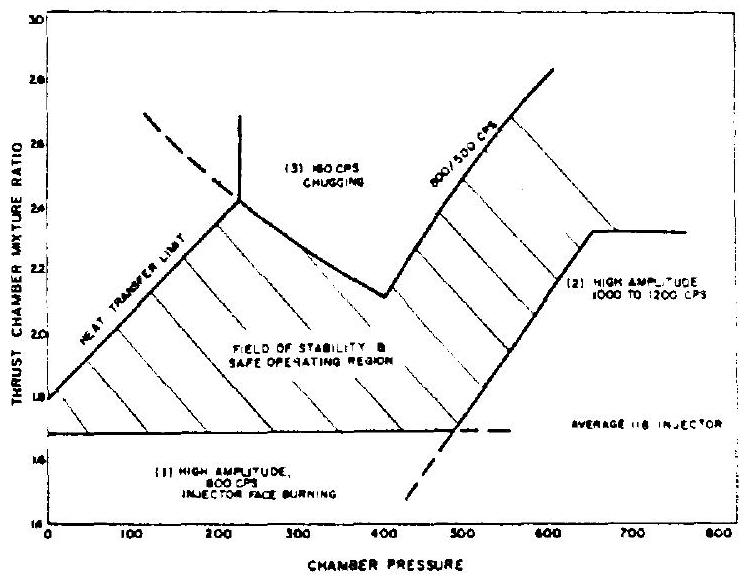 THRUST CHAMBER MIXTURE RATIO
3.0
2.8
2.6
2.4
2.2
2.0
1.8
1.6
1.6
HEAT TRANSFER LIMIT
(3) 160 CPS
CHUGGING
800/500 CPS
(2) HIGH AMPLITUDE
1000 TO 1200 CPS
FIELD OF STABILITY &
SAFE OPERATING REGION
AVERAGE 11B INJECTOR
(1) HIGH AMPLITUDE,
800 CPS
INJECTOR FACE BURNING
0
100
200
300
400
500
600
700
800
CHAMBER PRESSURE